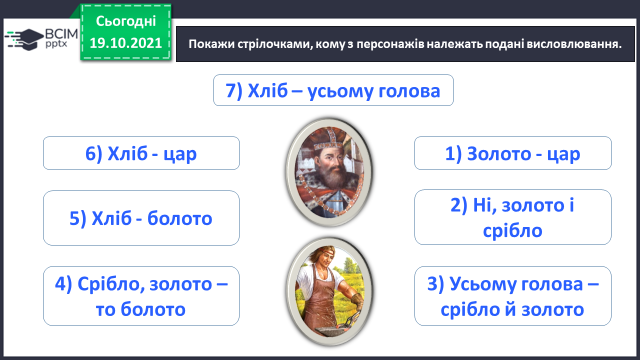 Сьогодні
19.10.2021
ВСІМ
pptx
Покажи стрілочками, кому з персонажів належать подані висловлювання.
7) Хліб – усьому голова
6) Хліб - цар
1) Золото - цар
5) Хліб - болото
2) Ні, золото і
срібло
4) Срібло, золото –
то болото
3) Усьому голова –
срібло й золото